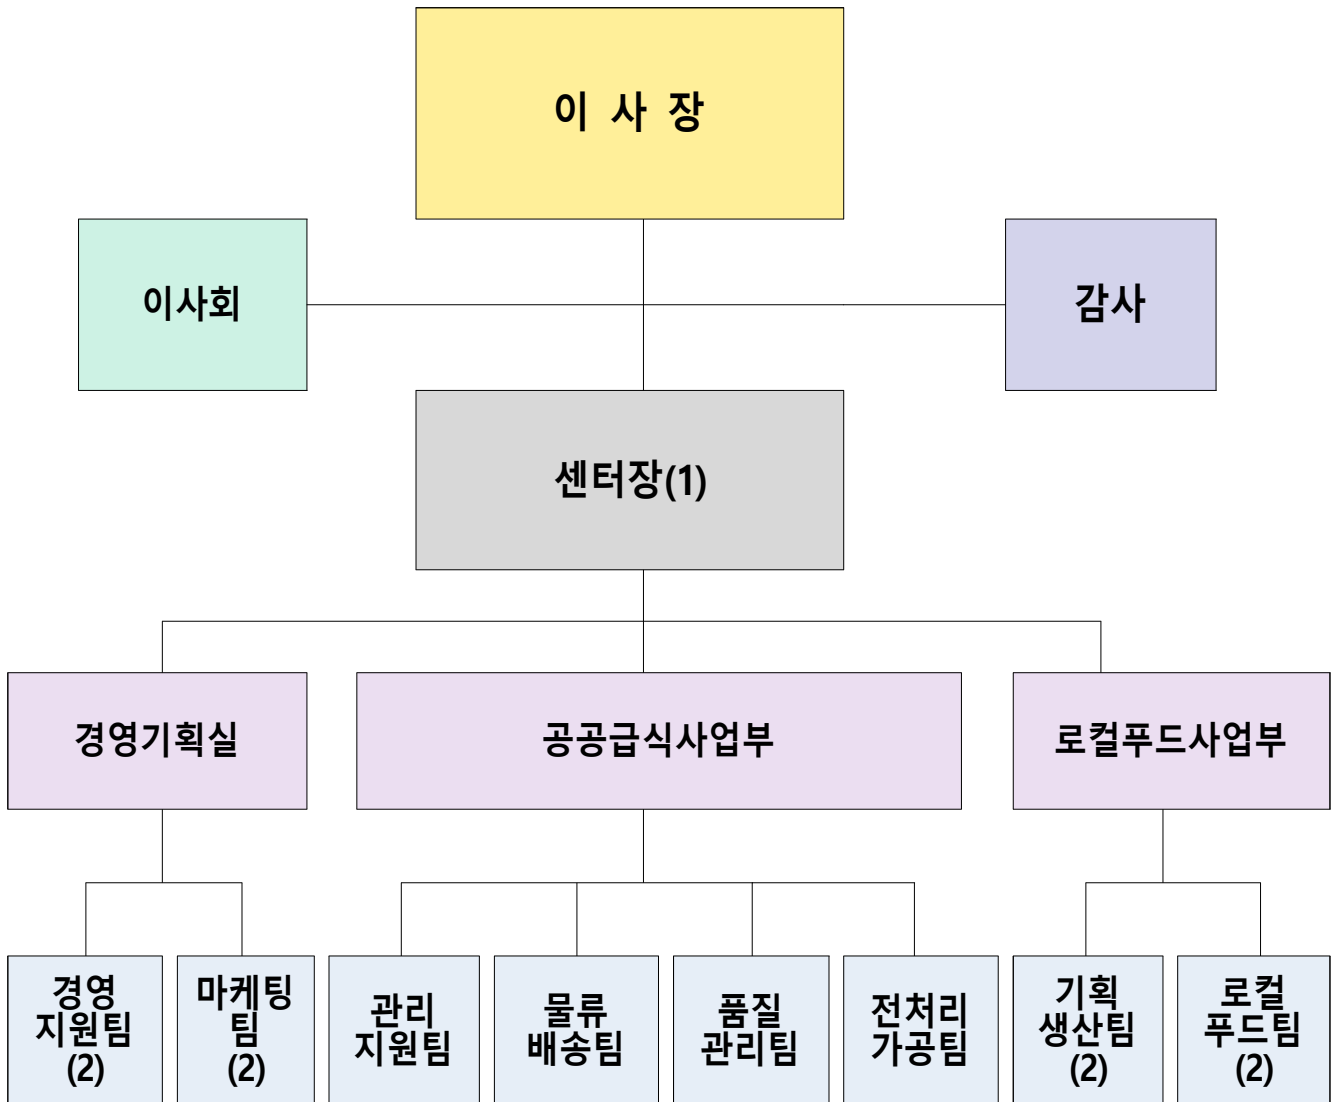 이 사 장
이사회
감사
센터장(1)
경영기획실
공공급식사업부
로컬푸드사업부
경영
지원팀
(2)
마케팅
팀
(2)
관리
지원팀
물류
배송팀
품질
관리팀
전처리
가공팀
기획
생산팀
(2)
로컬
푸드팀
(2)